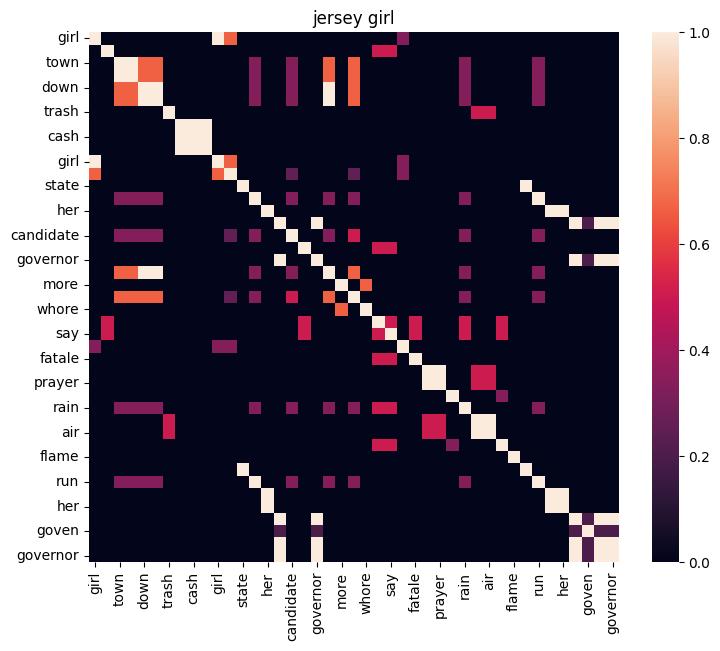 jersey girl
girl
town
down
trash
cash
girl
state
her
candidate
governor
more
whore
say
fatale
prayer
rain
air
flame
run
her
goven
governor
girl
town
down
trash
cash
girl
state
her
candidate
governor
more
whore
say
fatale
prayer
rain
air
flame
run
her
goven
governor
1.0
0.8
0.6
0.4
0.2
0.0